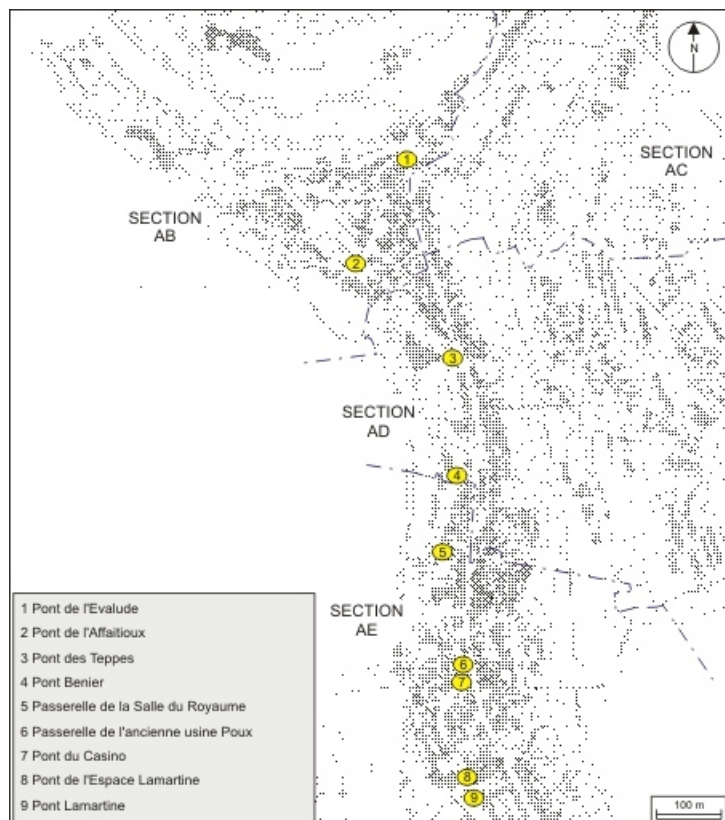 N
1
SECTION
AC
SECTION
AB
2
3
SECTION
AD
4
5
SECTION
AE
6
7
8
9
1 Pont de l'Evalude
2 Pont de l'Affaitioux
3 Pont des Teppes
4 Pont Benier
5 Passerelle de la Salle du Royaume
6 Passerelle de l'ancienne usine Poux
7 Pont du Casino
8 Pont de l'Espace Lamartine
9 Pont Lamartine
100 m